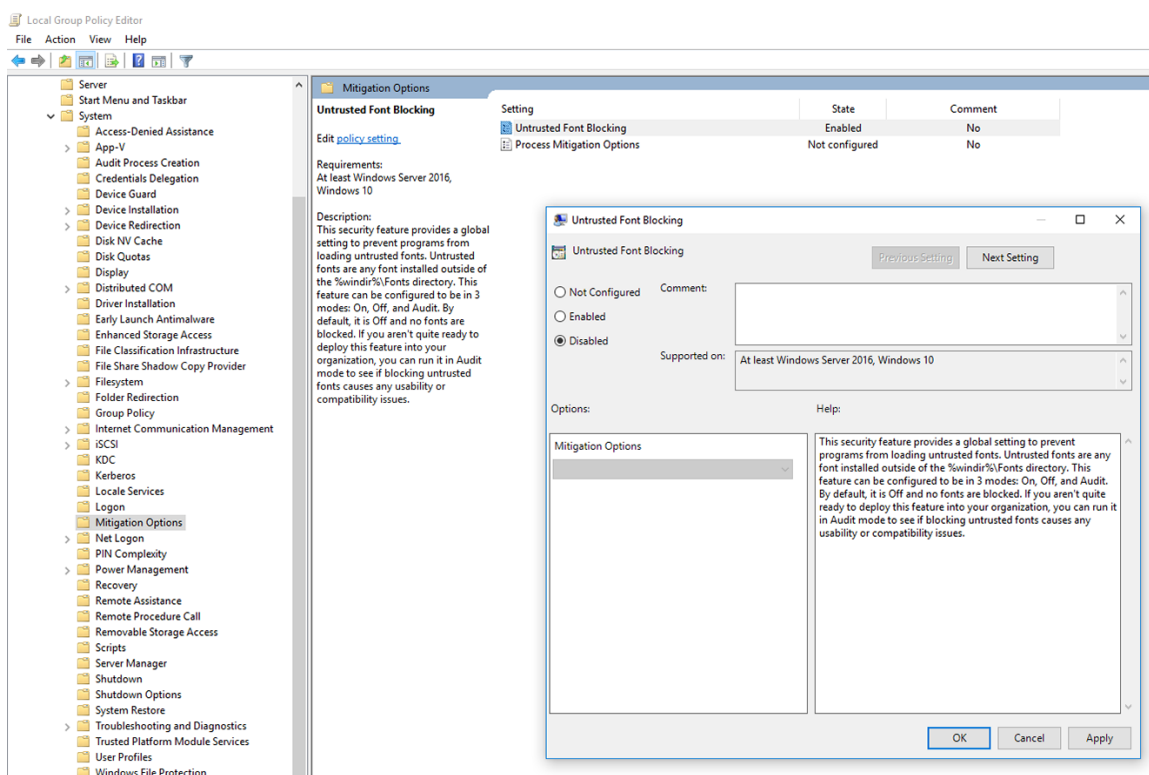 Local Group Policy Editor
File Action View Help
Server
Start Menu and Taskbar
System
Access-Denied Assistance
App-V
Audit Process Creation
Credentials Delegation
Device Guard
Device Installation
Device Redirection
Disk NV Cache
Disk Quotas
Display
Distributed COM
Driver Installation
Early Launch Antimalware
Enhanced Storage Access
File Classification Infrastructure
File Share Shadow Copy Provider
Filesystem
Folder Redirection
Group Policy
Internet Communication Management
iSCSI
KDC
Kerberos
Locale Services
Logon
Mitigation Options
Net Logon
PIN Complexity
Power Management
Recovery
Remote Assistance
Remote Procedure Call
Removable Storage Access
Scripts
Server Manager
Shutdown
Shutdown Options
System Restore
Troubleshooting and Diagnostics
Trusted Platform Module Services
User Profiles
Windows File Protection
Mitigation Options
Untrusted Font Blocking
Edit policy setting
Requirements:
At least Windows Server 2016,
Windows 10
Description:
This security feature provides a global
setting to prevent programs from
loading untrusted fonts. Untrusted
fonts are any font installed outside of
the %windir%\Fonts directory. This
feature can be configured to be in 3
modes: On, Off, and Audit. By
default, it is Off and no fonts are
blocked. If you aren't quite ready to
deploy this feature into your
organization, you can run it in Audit
mode to see if blocking untrusted
fonts causes any usability or
compatibility issues.
Setting State Comment
Untrusted Font Blocking Enabled No
Process Mitigation Options Not configured No
Untrusted Font Blocking
Untrusted Font Blocking
Previous Setting Next Setting
Not Configured
Enabled
Disabled
Comment:
Supported on: At least Windows Server 2016, Windows 10
Options:
Help:
Mitigation Options
This security feature provides a global setting to prevent
programs from loading untrusted fonts. Untrusted fonts are any
font installed outside of the %windir%\Fonts directory. This
feature can be configured to be in 3 modes: On, Off, and Audit.
By default, it is Off and no fonts are blocked. If you aren't quite
ready to deploy this feature into your organization, you can run it
in Audit mode to see if blocking untrusted fonts causes any
usability or compatibility issues.
OK Cancel Apply